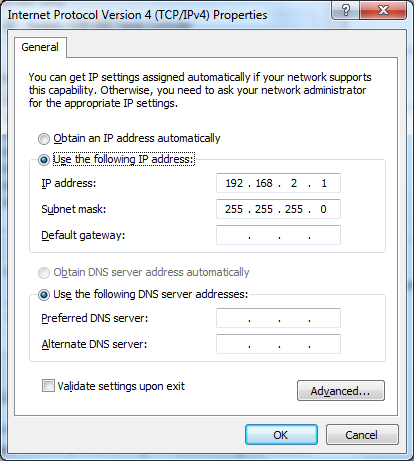 Internet Protocol Version 4 (TCP/IPv4) Properties
General
You can get IP settings assigned automatically if your network supports
this capability. Otherwise, you need to ask your network administrator
for the appropriate IP settings.
Obtain an IP address automatically
Use the following IP address:
IP address: 192 . 168 . 2 . 1
Subnet mask: 255 . 255 . 255 . 0
Default gateway: . . .
Obtain DNS server address automatically
Use the following DNS server addresses:
Preferred DNS server: . . .
Alternate DNS server: . . .
Validate settings upon exit
Advanced...
OK Cancel